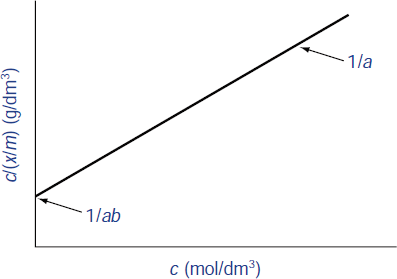 c/(x/m) (g/dm³)
1/a
1/ab
c (mol/dm³)